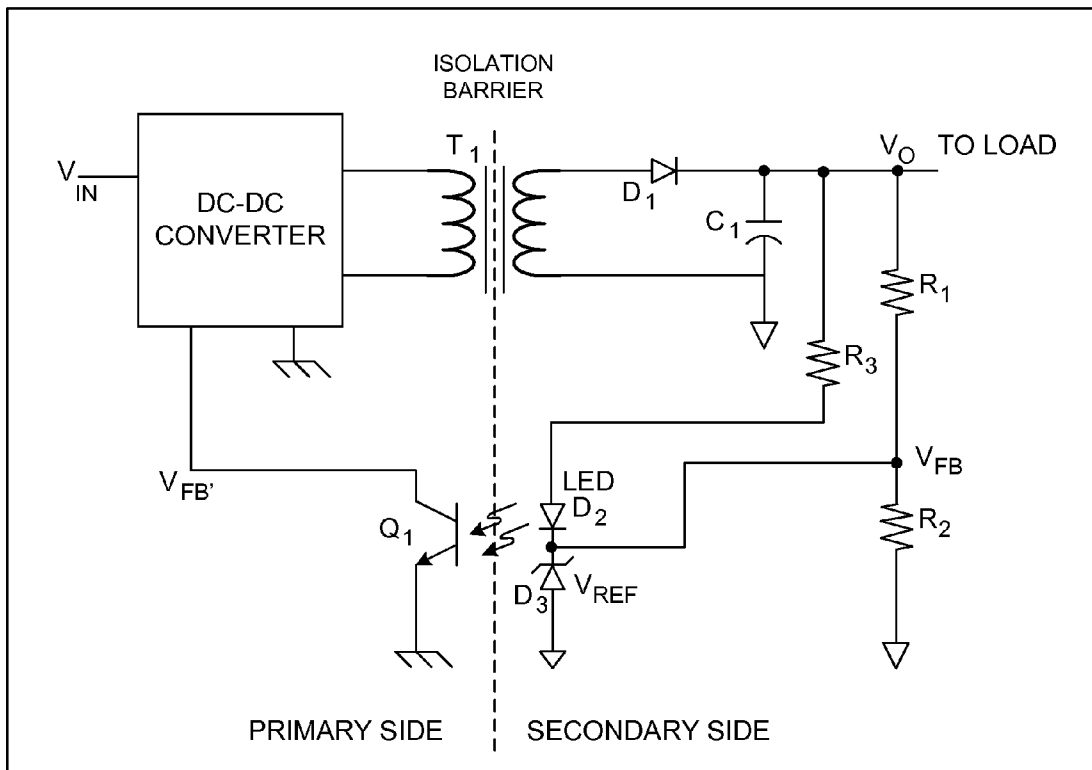 ISOLATION
BARRIER
T1
VO TO LOAD
VIN
DC-DC
CONVERTER
D1
C1
R1
R3
VFB'
LED
D2
VFB
Q1
R2
D3
VREF
PRIMARY SIDE
SECONDARY SIDE